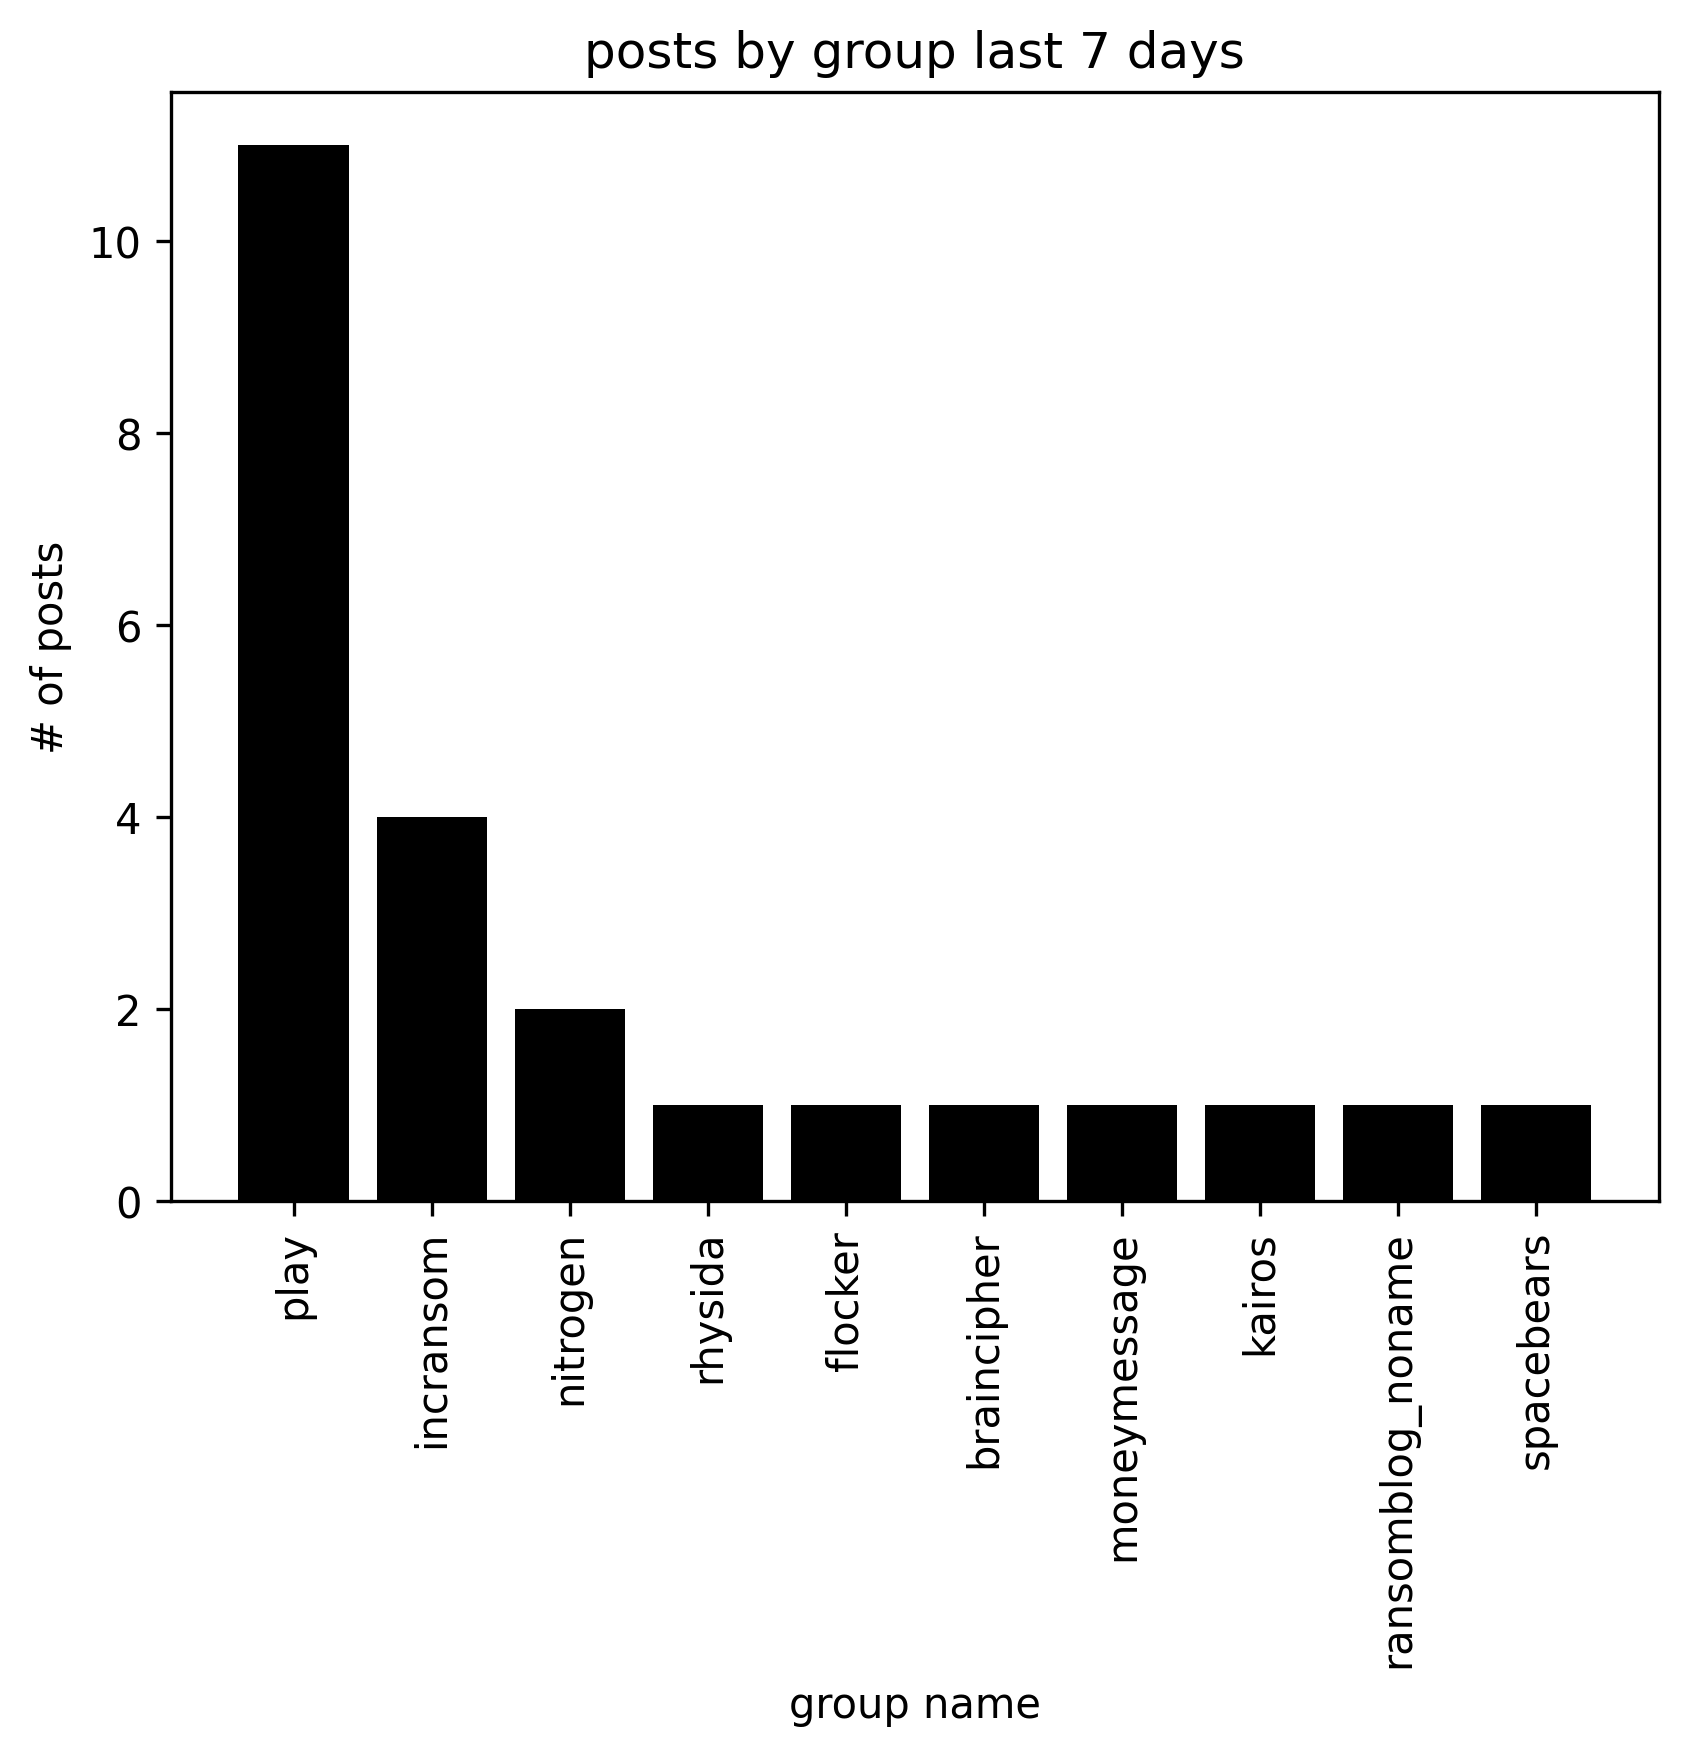 posts by group last 7 days
# of posts
10
8
6
4
2
0
play
incransom
nitrogen
rhysida
flocker
braincipher
moneymessage
kairos
ransomblog_noname
spacebears
group name